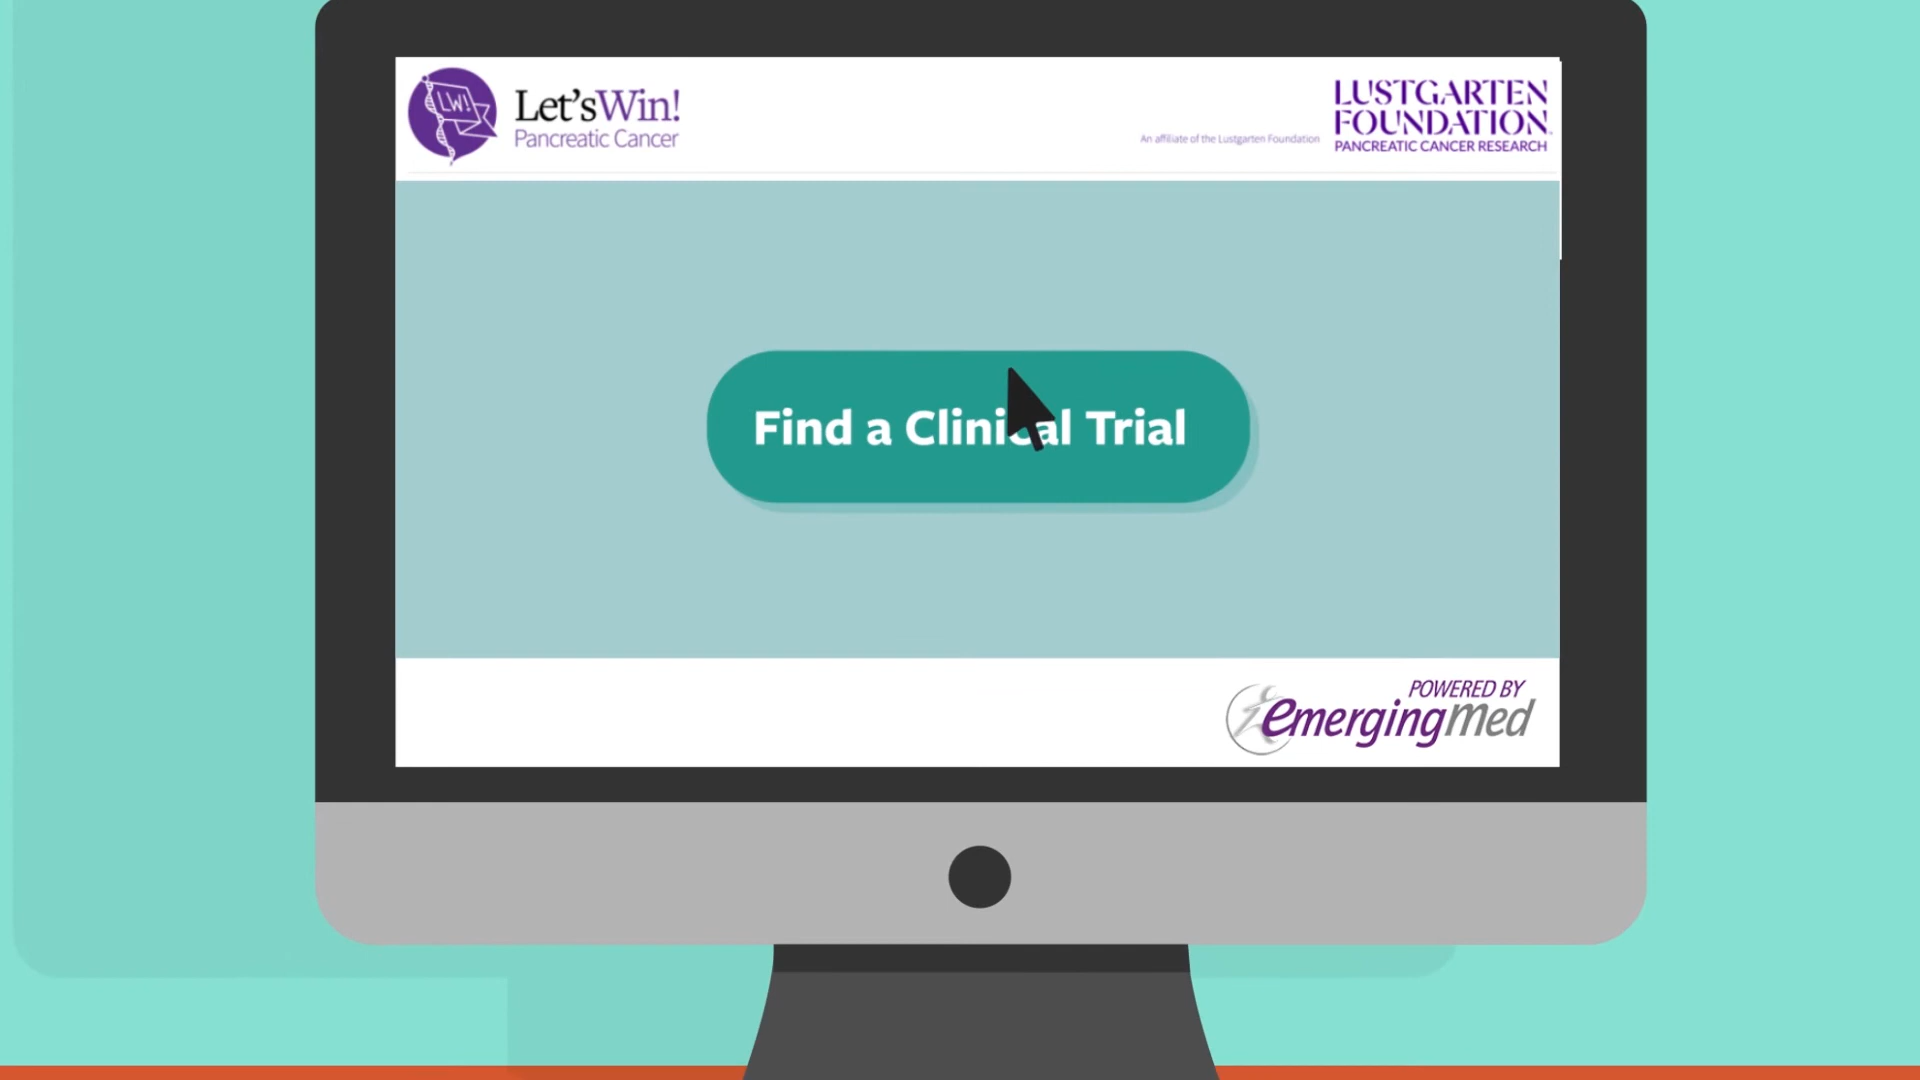 LW!
Let'sWin!
Pancreatic Cancer
An affiliate of the Lustgarten Foundation
LUSTGARTEN
FOUNDATION
PANCREATIC CANCER RESEARCH
Find a Clinical Trial
POWERED BY
emergingmed